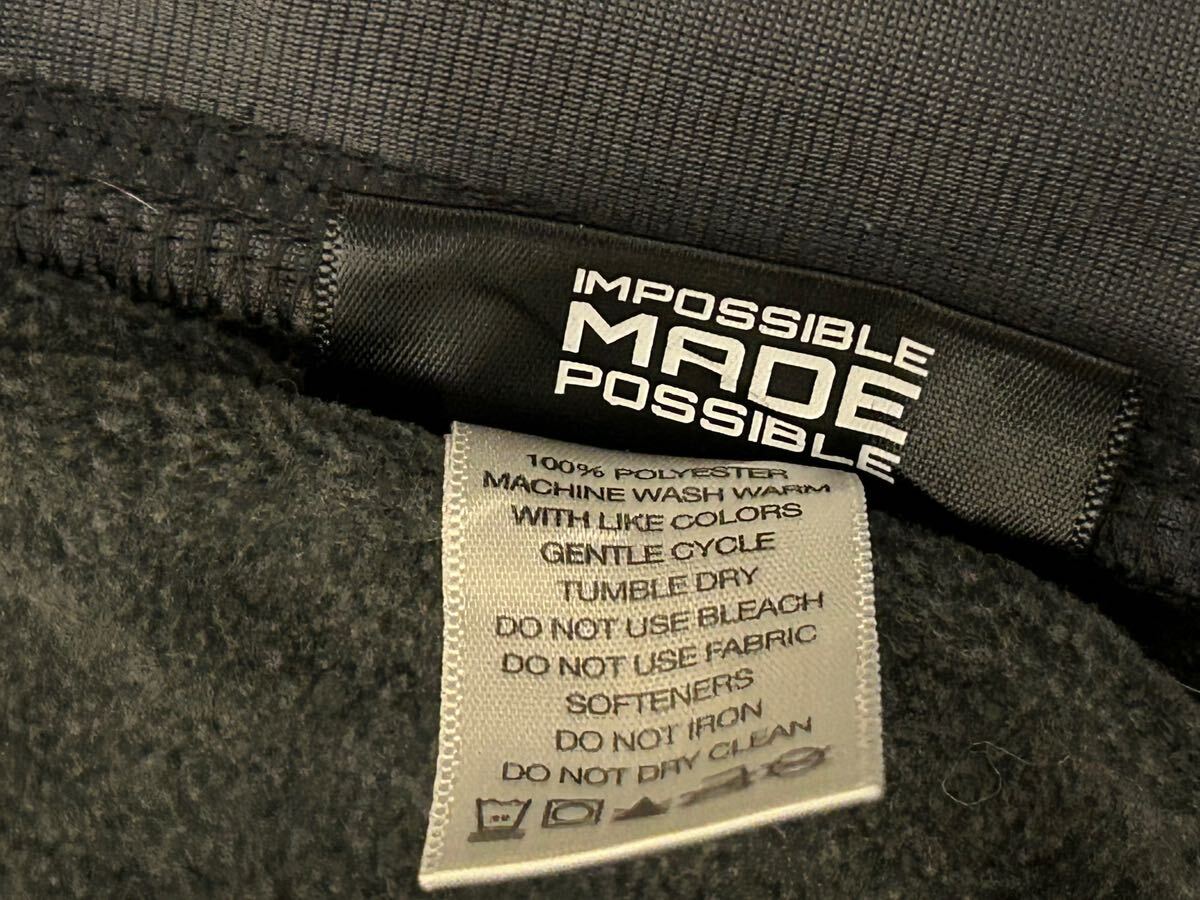 IMPOSSIBLE
MADE
POSSIBLE
100% POLYESTER
MACHINE WASH WARM
WITH LIKE COLORS
GENTLE CYCLE
TUMBLE DRY
DO NOT USE BLEACH
DO NOT USE FABRIC
SOFTENERS
DO NOT IRON
DO NOT DRY CLEAN